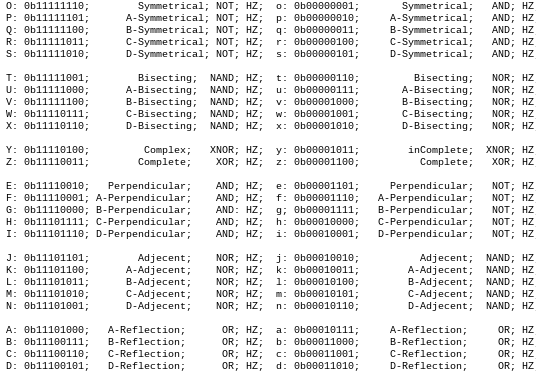 O: 0b11111110; Symmetrical; NOT; HZ; o: 0b00000001; Symmetrical; AND; HZ
P: 0b11111101; A-Symmetrical; NOT; HZ; p: 0b00000010; A-Symmetrical; AND; HZ
Q: 0b11111100; B-Symmetrical; NOT; HZ; q: 0b00000011; B-Symmetrical; AND; HZ
R: 0b11111011; C-Symmetrical; NOT; HZ; r: 0b00000100; C-Symmetrical; AND; HZ
S: 0b11111010; D-Symmetrical; NOT; HZ; s: 0b00000101; D-Symmetrical; AND; HZ
T: 0b11111001; Bisecting; NAND; HZ; t: 0b00000110; Bisecting; NOR; HZ
U: 0b11111000; A-Bisecting; NAND; HZ; u: 0b00000111; A-Bisecting; NOR; HZ
V: 0b11111100; B-Bisecting; NAND; HZ; v: 0b00001000; B-Bisecting; NOR; HZ
W: 0b11110111; C-Bisecting; NAND; HZ; w: 0b00001001; C-Bisecting; NOR; HZ
X: 0b11110110; D-Bisecting; NAND; HZ; x: 0b00001010; D-Bisecting; NOR; HZ
Y: 0b11110100; Complex; XNOR; HZ; y: 0b00001011; inComplete; XNOR; HZ
Z: 0b11110011; Complete; XOR; HZ; z: 0b00001100; Complete; XOR; HZ
E: 0b11110010; Perpendicular; AND; HZ; e: 0b00001101; Perpendicular; NOT; HZ
F: 0b11110001; A-Perpendicular; AND; HZ; f: 0b00001110; A-Perpendicular; NOT; HZ
G: 0b11110000; B-Perpendicular; AND: HZ; g; 0b00001111; B-Perpendicular; NOT; HZ
H: 0b11101111; C-Perpendicular; AND; HZ; h: 0b00010000; C-Perpendicular; NOT; HZ
I: 0b11101110; D-Perpendicular; AND; HZ; i: 0b00010001; D-Perpendicular; NOT; HZ
J: 0b11101101; Adjecent; NOR; HZ; j: 0b00010010; Adjecent; NAND; HZ
K: 0b11101100; A-Adjecent; NOR; HZ; k: 0b00010011; A-Adjecent; NAND; HZ
L: 0b11101011; B-Adjecent; NOR; HZ; l: 0b00010100; B-Adjecent; NAND; HZ
M: 0b11101010; C-Adjecent; NOR; HZ; m: 0b00010101; C-Adjecent; NAND; HZ
N: 0b11101001; D-Adjecent; NOR; HZ; n: 0b00010110; D-Adjecent; NAND; HZ
A: 0b11101000; A-Reflection; OR; HZ; a: 0b00010111; A-Reflection; OR; HZ
B: 0b11100111; B-Reflection; OR; HZ; b: 0b00011000; B-Reflection; OR; HZ
C: 0b11100110; C-Reflection; OR; HZ; c: 0b00011001; C-Reflection; OR; HZ
D: 0b11100101; D-Reflection; OR; HZ; d: 0b00011010; D-Reflection; OR; HZ